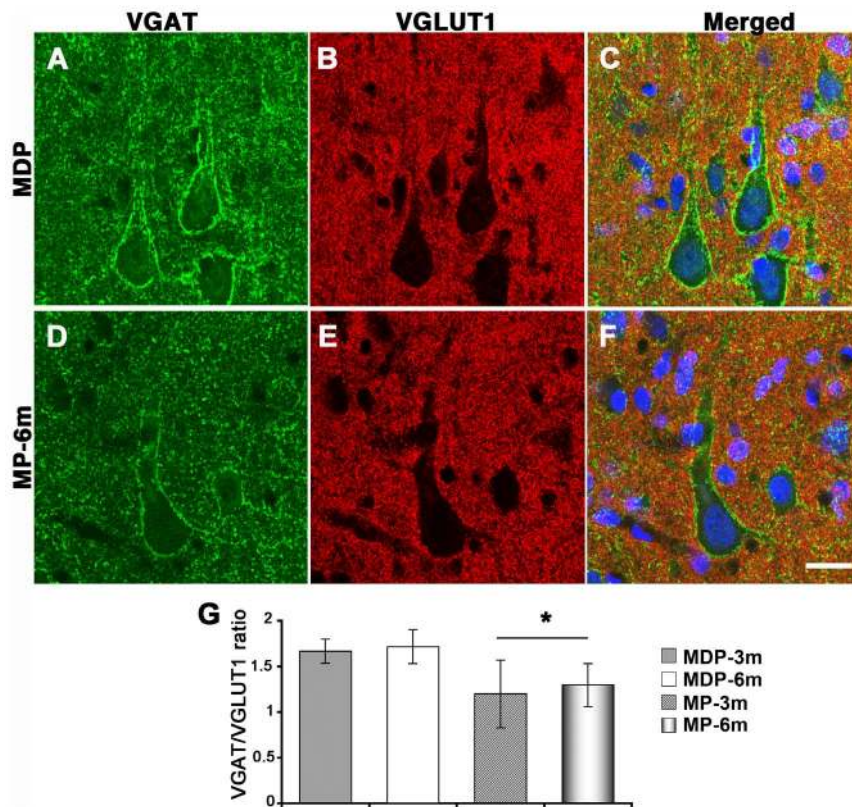 VGAT VGLUT1 Merged
A B C
MDP
D E F
MP-6m
G
VGAT/VGLUT1 ratio
2
1.5
1
0.5
0
*
MDP-3m
MDP-6m
MP-3m
MP-6m